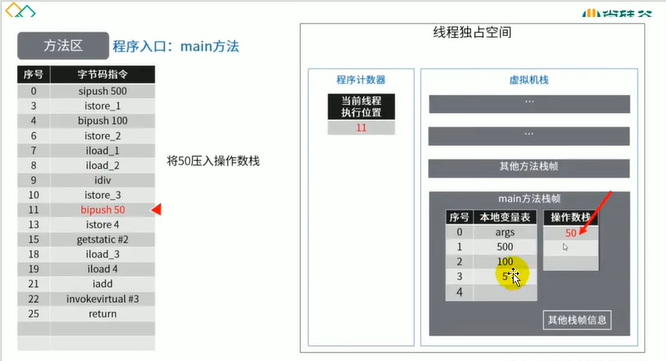 尚硅谷
方法区
程序入口：main方法
序号 字节码指令
0 sipush 500
3 istore_1
4 bipush 100
6 istore_2
7 iload_1
8 iload_2
9 idiv
10 istore_3
11 bipush 50
13 istore 4
15 getstatic #2
18 iload_3
19 iload 4
21 iadd
22 invokevirtual #3
25 return
将50压入操作数栈
线程独占空间
程序计数器
当前线程
执行位置
11
虚拟机栈
...
...
其他方法栈帧
main方法栈帧
序号 本地变量表
0 args
1 500
2 100
3 5
4
操作数栈
50
其他栈帧信息